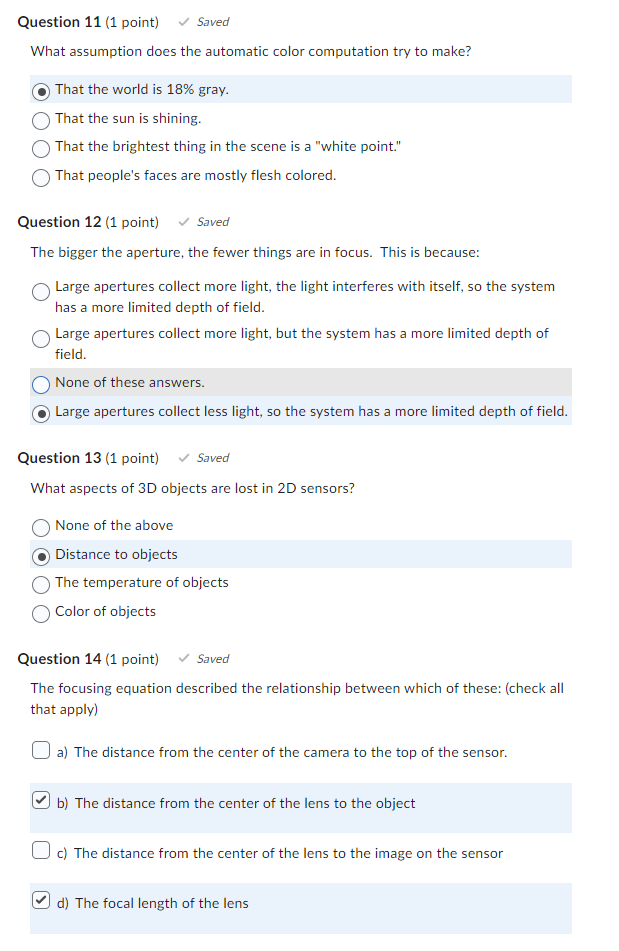 Question 11 (1 point) ✓ Saved
What assumption does the automatic color computation try to make?
That the world is 18% gray.
That the sun is shining.
That the brightest thing in the scene is a "white point."
That people's faces are mostly flesh colored.
Question 12 (1 point) ✓ Saved
The bigger the aperture, the fewer things are in focus. This is because:
Large apertures collect more light, the light interferes with itself, so the system
has a more limited depth of field.
Large apertures collect more light, but the system has a more limited depth of
field.
None of these answers.
Large apertures collect less light, so the system has a more limited depth of field.
Question 13 (1 point) ✓ Saved
What aspects of 3D objects are lost in 2D sensors?
None of the above
Distance to objects
The temperature of objects
Color of objects
Question 14 (1 point) ✓ Saved
The focusing equation described the relationship between which of these: (check all
that apply)
a) The distance from the center of the camera to the top of the sensor.
b) The distance from the center of the lens to the object
c) The distance from the center of the lens to the image on the sensor
d) The focal length of the lens